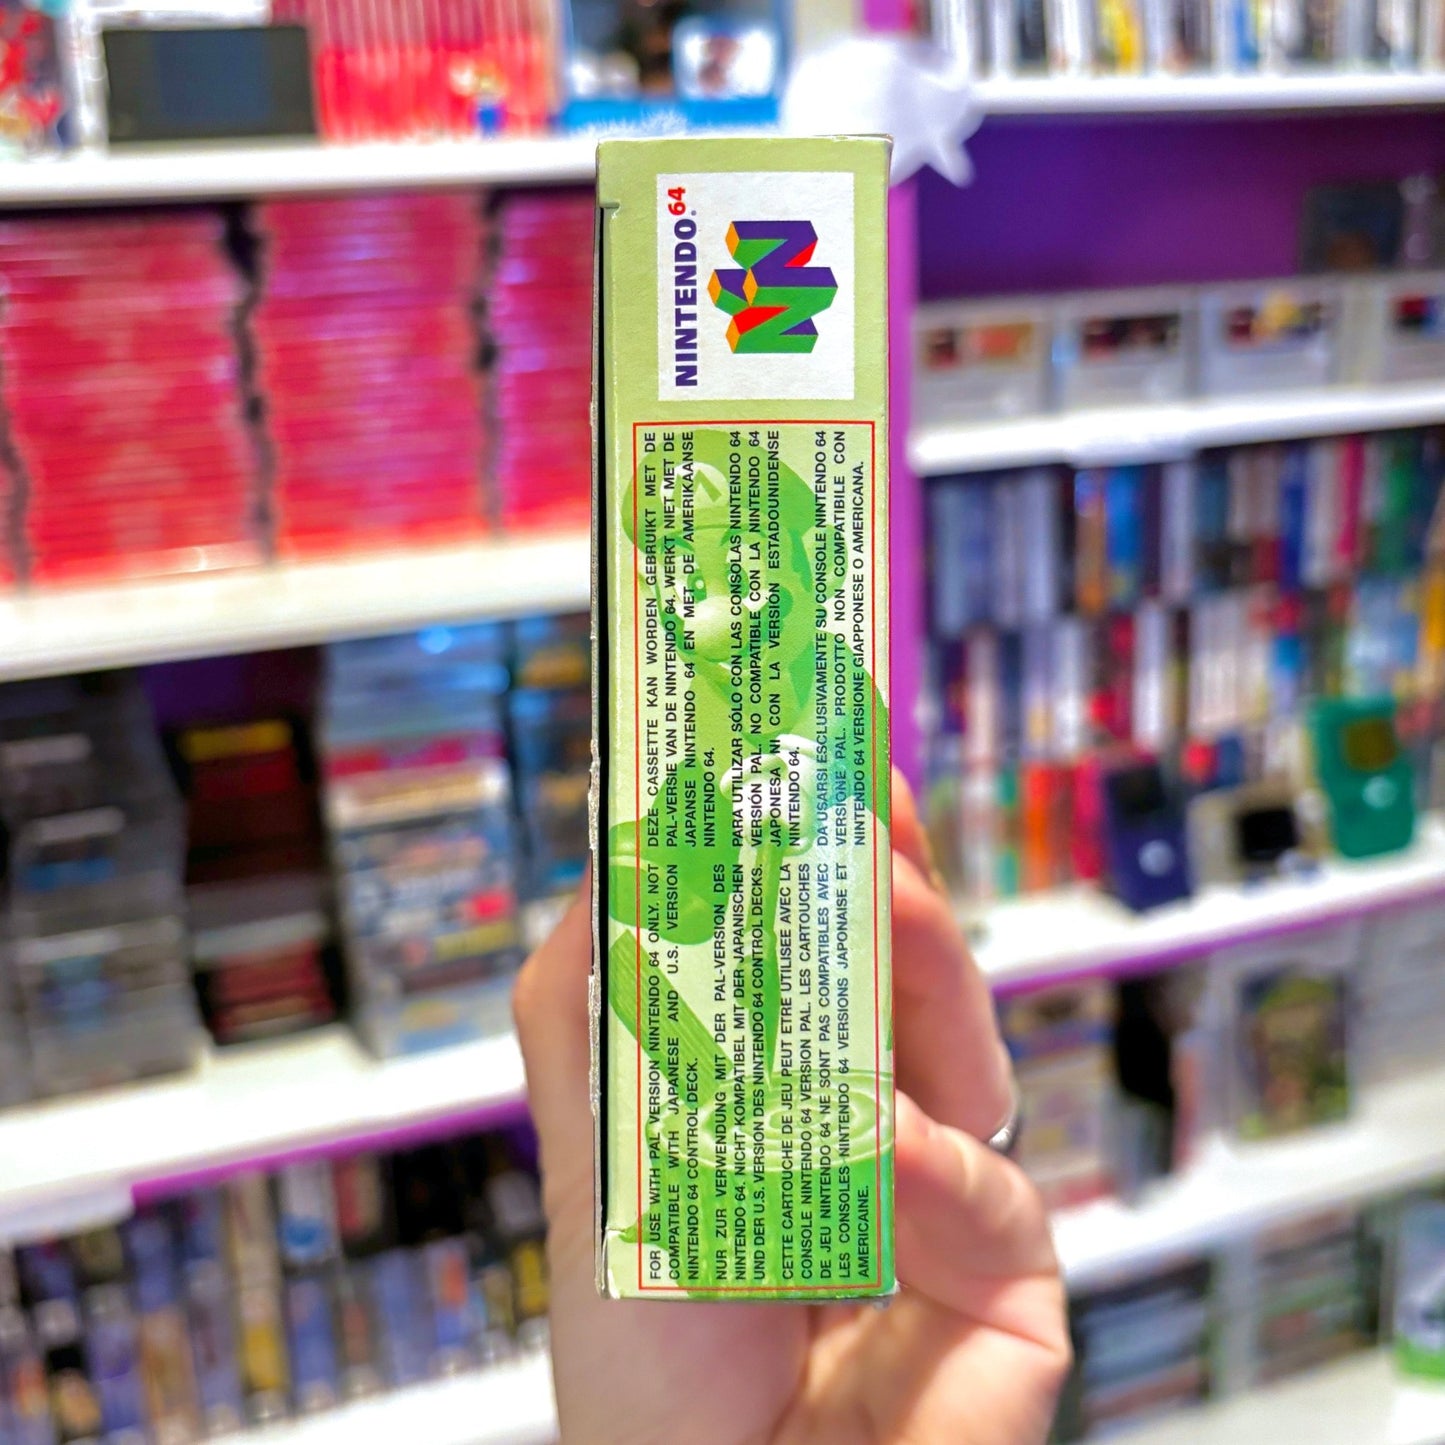 NINTENDO®64
FOR USE WITH PAL VERSION NINTENDO 64 ONLY. NOT
COMPATIBLE WITH JAPANESE AND U.S. VERSION
NINTENDO 64 CONTROL DECK.
NUR ZUR VERWENDUNG MIT DER PAL-VERSION DES
NINTENDO 64. NICHT KOMPATIBEL MIT DER JAPANISCHEN
UND DER U.S. VERSION DES NINTENDO 64 CONTROL DECKS.
CETTE CARTOUCHE DE JEU PEUT ETRE UTILISEE AVEC LA
CONSOLE NINTENDO 64 VERSION PAL. LES CARTOUCHES
DE JEU NINTENDO 64 NE SONT PAS COMPATIBLES AVEC
LES CONSOLES NINTENDO 64 VERSIONS JAPONAISE ET
AMERICAINE.
DEZE CASSETTE KAN WORDEN GEBRUIKT MET DE
PAL-VERSIE VAN DE NINTENDO 64. WERKT NIET MET DE
JAPANSE NINTENDO 64 EN MET DE AMERIKAANSE
NINTENDO 64.
PARA UTILIZAR SÓLO CON LAS CONSOLAS NINTENDO 64
VERSIÓN PAL. NO COMPATIBLE CON LA NINTENDO 64
JAPONESA NI CON LA VERSIÓN ESTADOUNIDENSE
NINTENDO 64.
DA USARSI ESCLUSIVAMENTE SU CONSOLE NINTENDO 64
VERSIONE PAL. PRODOTTO NON COMPATIBILE CON
NINTENDO 64 VERSIONE GIAPPONESE O AMERICANA.